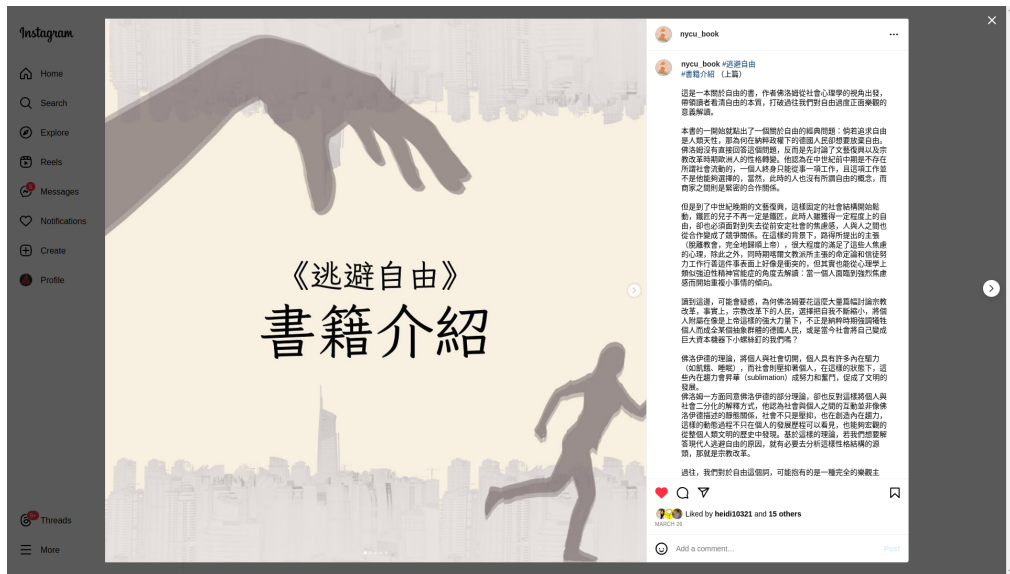 Instagram
Home
Search
Explore
Reels
Messages
Notifications
Create
Profile
9+
Threads
More
《逃避自由》
書籍介紹
nycu_book
nycu_book #逃避自由
#書籍介紹 （上篇）
這是一本關於自由的書，作者佛洛姆從社會心理學的視角出發，
帶領讀者看清自由的本質，打破過往我們對自由過度正面樂觀的
意義解讀。
本書的一開始就點出了一個關於自由的經典問題：倘若追求自由
是人類天性，那為何在納粹政權下的德國人民卻想要放棄自由。
佛洛姆沒有直接回答這個問題，反而是先討論了文藝復興以及宗
教改革時期歐洲人的性格轉變。他認為在中世紀前中期是不存在
所謂社會流動的，一個人終身只能從事一項工作，且這項工作並
不是他能夠選擇的，當然，此時的人也沒有所謂自由的概念，而
商家之間則是緊密的合作關係。
但是到了中世紀晚期的文藝復興，這樣固定的社會結構開始鬆
動，鐵匠的兒子不再一定是鐵匠，此時人雖獲得一定程度上的自
由，卻也必須面對到失去從前安定社會的焦慮感，人與人之間也
從合作變成了競爭關係。在這樣的背景下，路得所提出的主張
（脫離教會，完全地歸順上帝），很大程度的滿足了這些人焦慮
的心理，除此之外，同時期喀爾文教派所主張的命定論和信徒努
力工作行善這件事表面上好像是衝突的，但其實也能從心理學上
類似強迫性精神官能症的角度去解讀：當一個人面臨到強烈焦慮
感而開始重複小事情的傾向。
讀到這邊，可能會疑惑，為何佛洛姆要花這麼大量篇幅討論宗教
改革，事實上，宗教改革下的人民，選擇把自我不斷縮小，將個
人附屬在像是上帝這樣的強大力量下，不正是納粹時期強調犧牲
個人而成全某個抽象群體的德國人民，或是當今社會將自己變成
巨大資本機器下小螺絲釘的我們嗎？
佛洛伊德的理論，將個人與社會切開，個人具有許多內在驅力
（如飢餓、睡眠），而社會則壓抑著個人，在這樣的狀態下，這
些內在趨力會昇華（sublimation）成努力和奮鬥，促成了文明的
發展。
佛洛姆一方面同意佛洛伊德的部分理論，卻也反對這樣將個人與
社會二分化的解釋方式，他認為社會與個人之間的互動並非像佛
洛伊德描述的靜態關係，社會不只是壓抑，也在創造內在趨力，
這樣的動態過程不只在個人的發展歷程可以看見，也能夠宏觀的
從整個人類文明的歷史中發現。基於這樣的理論，若我們想要解
答現代人逃避自由的原因，就有必要去分析這樣性格結構的源
頭，那就是宗教改革。
過往，我們對於自由這個詞，可能抱有的是一種完全的樂觀主
Liked by heidi10321 and 15 others
MARCH 26
Add a comment...
Post